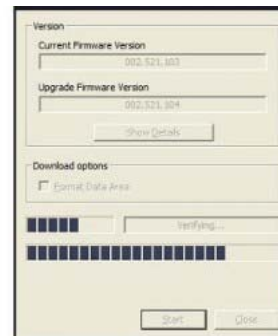 Version
Current Firmware Version
002.521.103
Upgrade Firmware Version
002.521.104
Show Details
Download options
Format Data Area
Verifying...
Start
Close